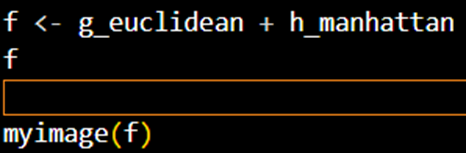 f <- g_euclidean + h_manhattan
f
myimage(f)